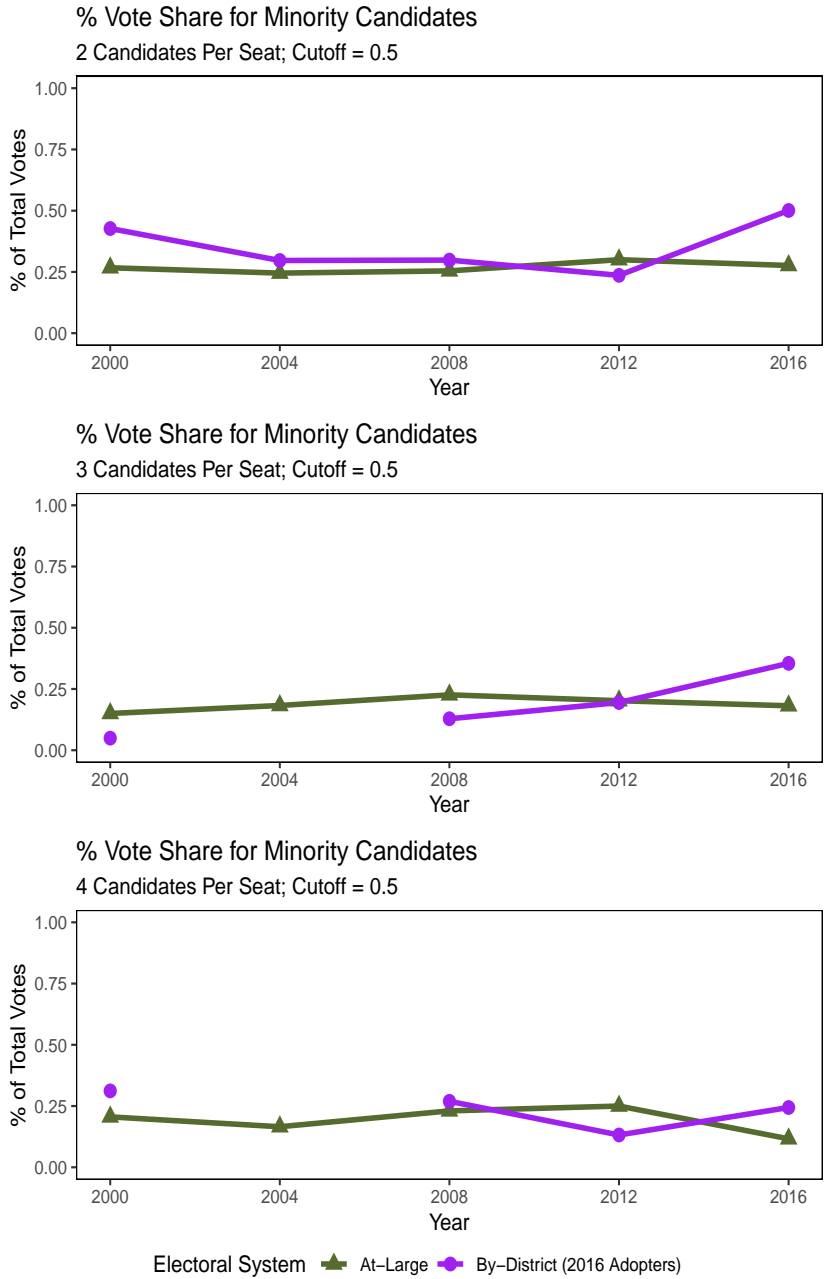 % Vote Share for Minority Candidates
2 Candidates Per Seat; Cutoff = 0.5
% of Total Votes
1.00
0.75
0.50
0.25
0.00
2000 2004 2008 2012 2016
Year
% Vote Share for Minority Candidates
3 Candidates Per Seat; Cutoff = 0.5
% of Total Votes
1.00
0.75
0.50
0.25
0.00
2000 2004 2008 2012 2016
Year
% Vote Share for Minority Candidates
4 Candidates Per Seat; Cutoff = 0.5
% of Total Votes
1.00
0.75
0.50
0.25
0.00
2000 2004 2008 2012 2016
Year
Electoral System At−Large By−District (2016 Adopters)